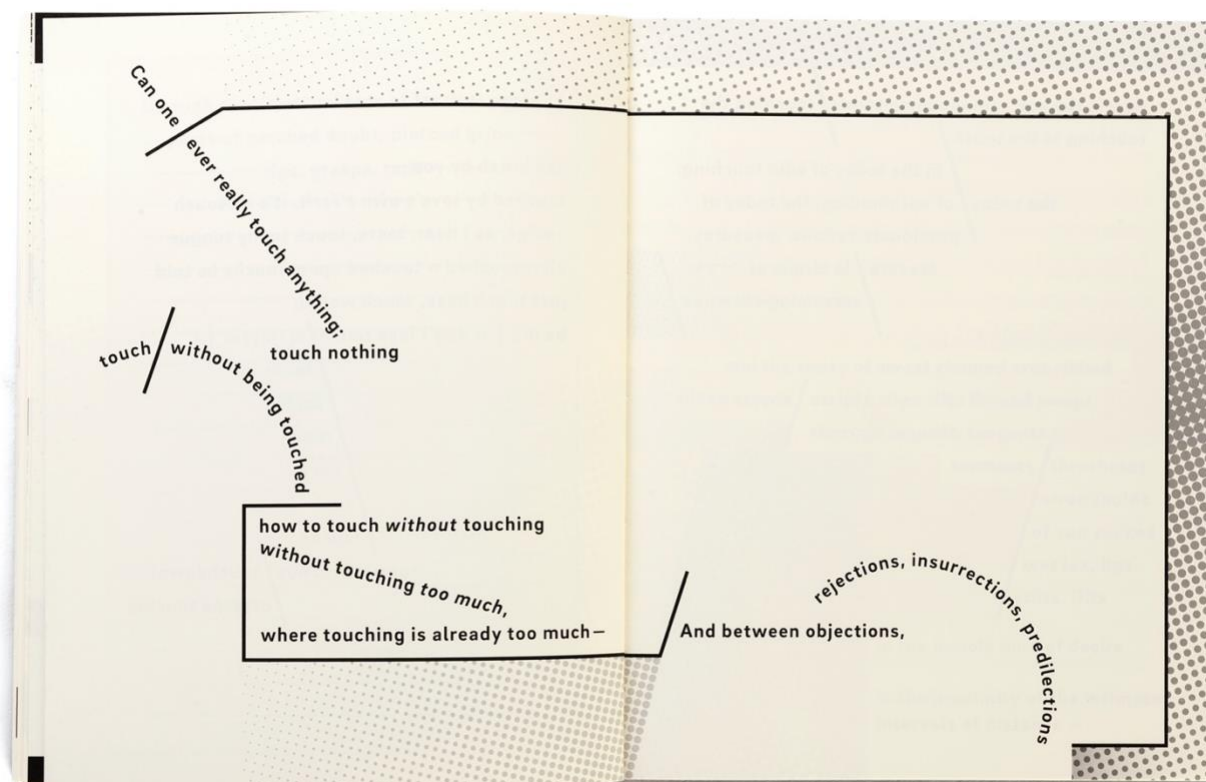 Can one ever really touch anything;
touch nothing
touch without being touched
how to touch without touching
without touching too much,
where touching is already too much—
And between objections,
rejections, insurrections, predilections